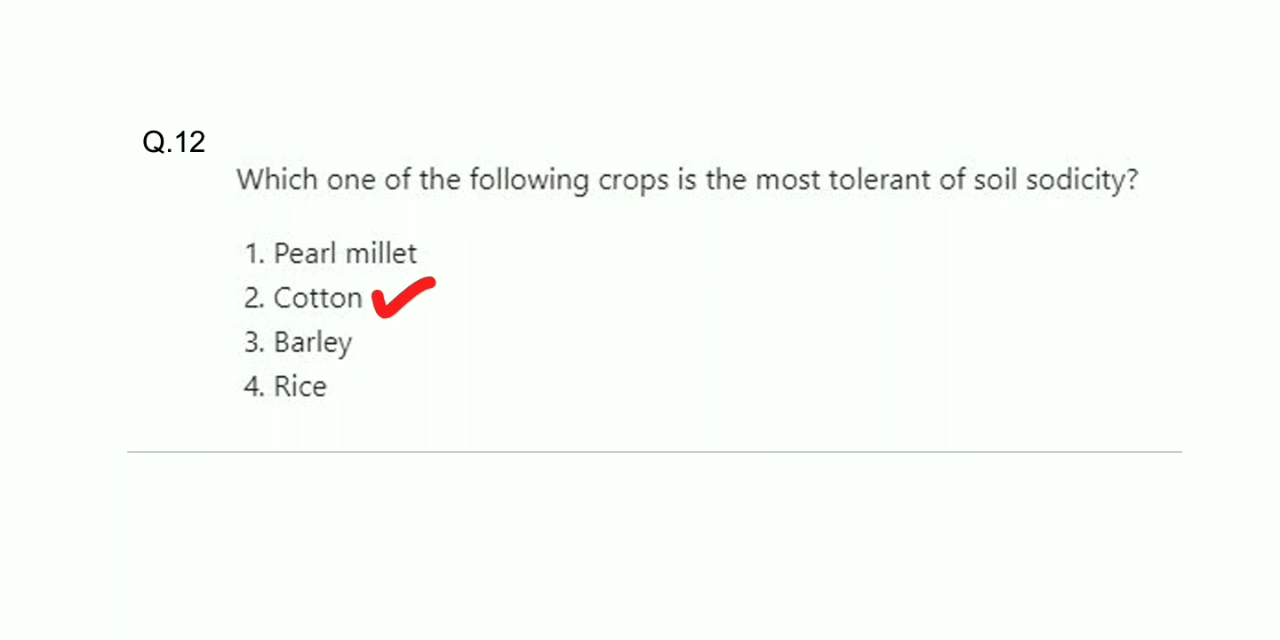 Q.12
Which one of the following crops is the most tolerant of soil sodicity?
1. Pearl millet
2. Cotton
3. Barley
4. Rice